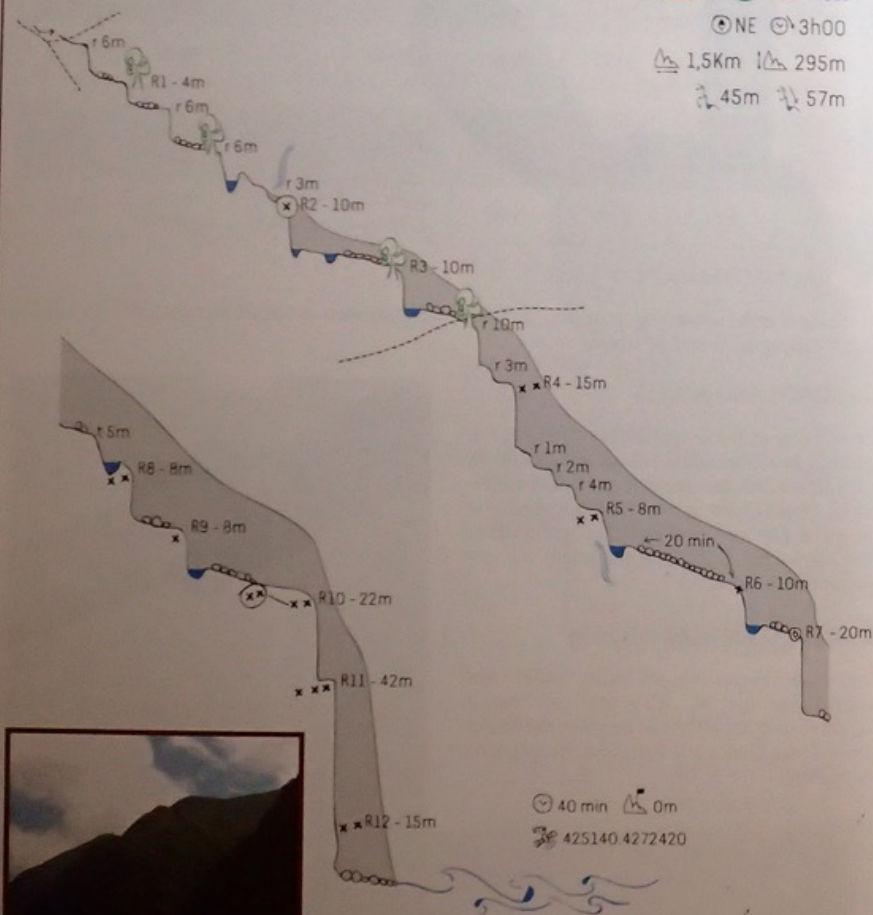 NE 3h00
1,5Km 295m
45m 57m
r 6m
R1 - 4m
r 6m
r 6m
r 3m
R2 - 10m
R3 - 10m
r 10m
r 3m
R4 - 15m
r 1m
r 2m
r 4m
R5 - 8m
← 20 min
R6 - 10m
R7 - 20m
r 5m
R8 - 8m
R9 - 8m
R10 - 22m
R11 - 42m
R12 - 15m
40 min 0m
425140 4272420